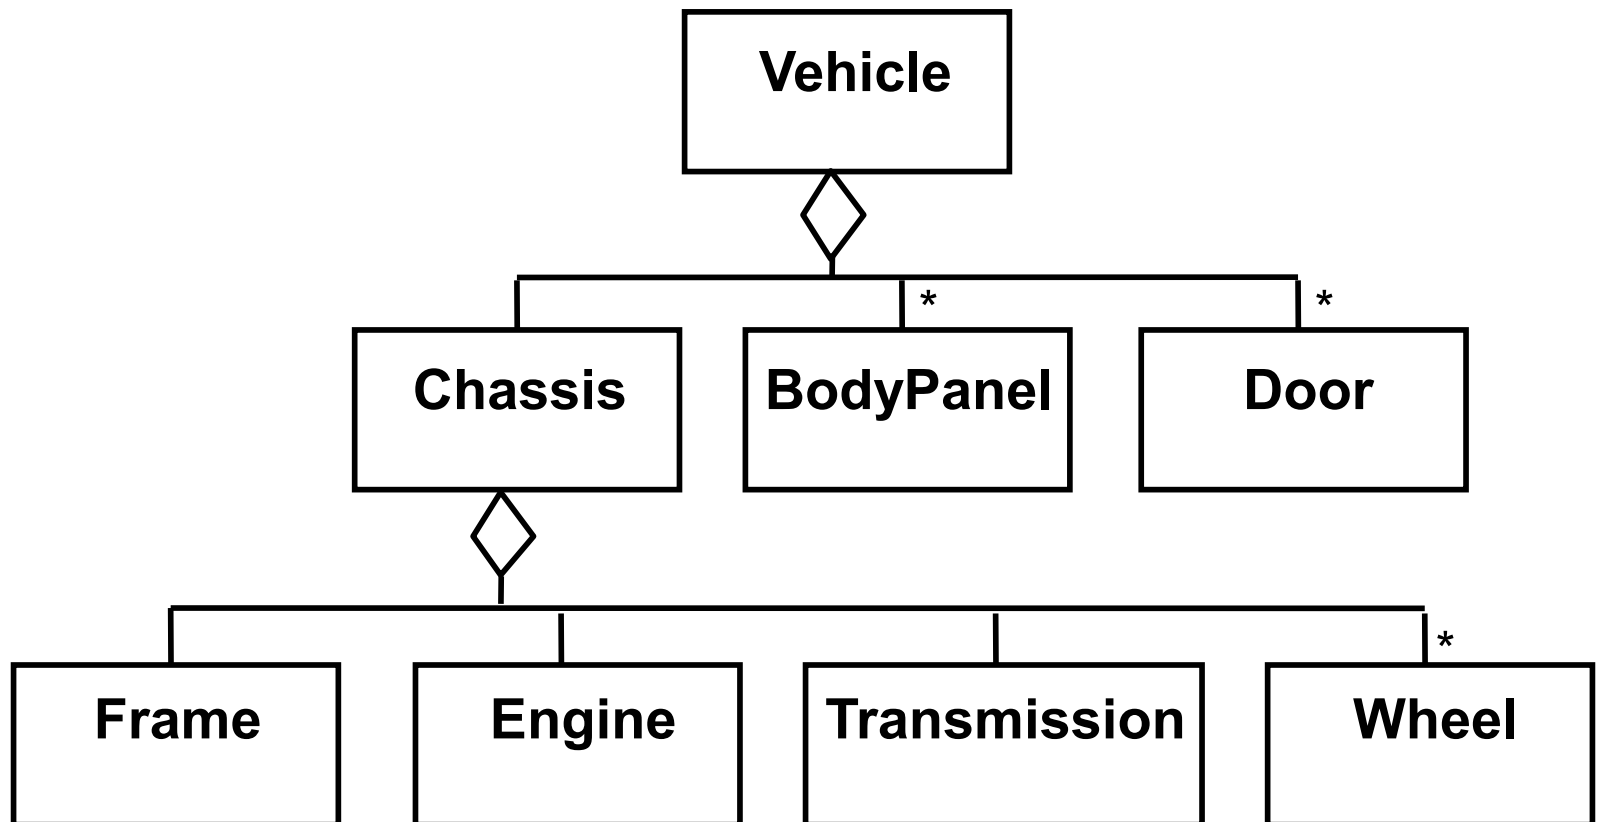 Vehicle
*
*
Chassis
BodyPanel
Door
*
Frame
Engine
Transmission
Wheel